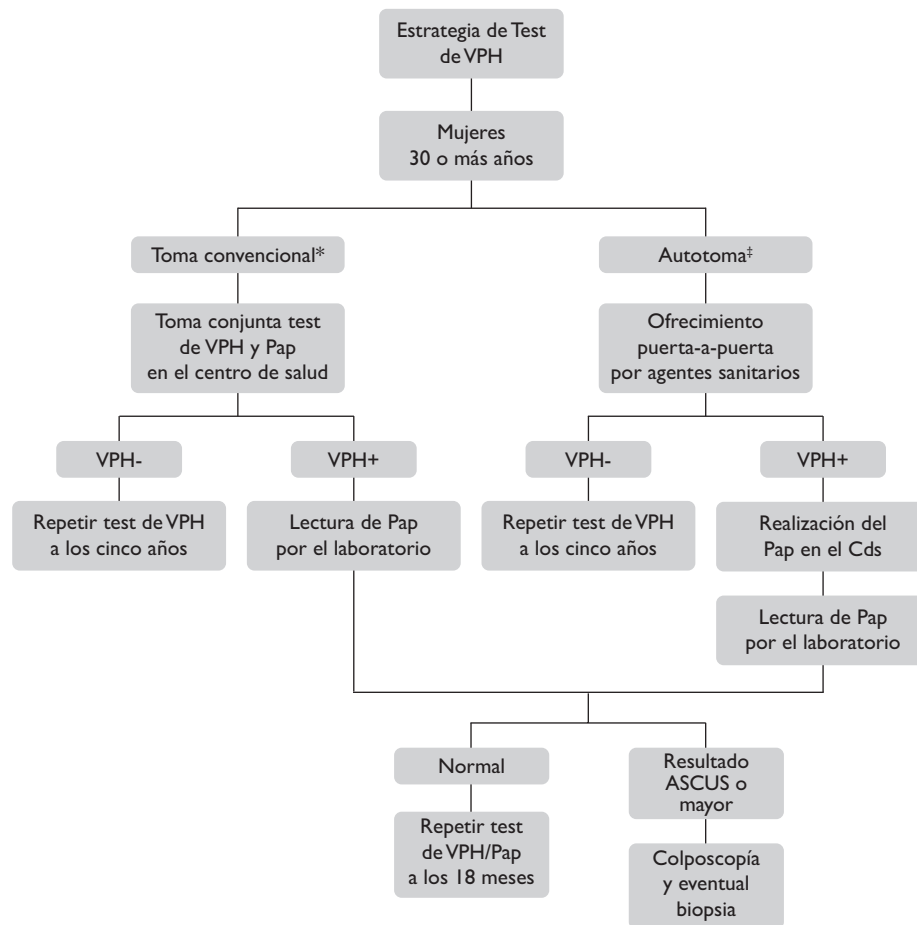 Estrategia de Test
de VPH
Mujeres
30 o más años
Toma convencional*
Toma conjunta test
de VPH y Pap
en el centro de salud
VPH-
Repetir test de VPH
a los cinco años
VPH+
Lectura de Pap
por el laboratorio
Autotoma‡
Ofrecimiento
puerta-a-puerta
por agentes sanitarios
VPH-
Repetir test de VPH
a los cinco años
VPH+
Realización del
Pap en el Cds
Lectura de Pap
por el laboratorio
Normal
Repetir test
de VPH/Pap
a los 18 meses
Resultado
ASCUS o
mayor
Colposcopía
y eventual
biopsia